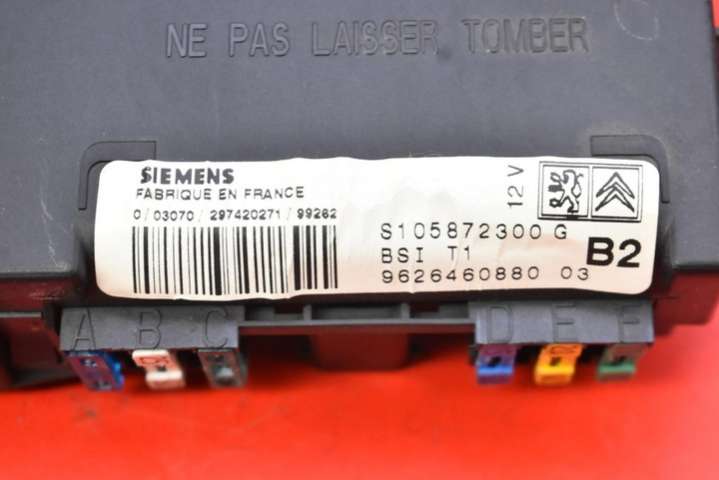 NE PAS LAISSER TOMBER
SIEMENS
FABRIQUE EN FRANCE
0/03070/297420271/99262
12 V
S105872300 G
BSI T1
B2
9626460880 03
A B C D E F